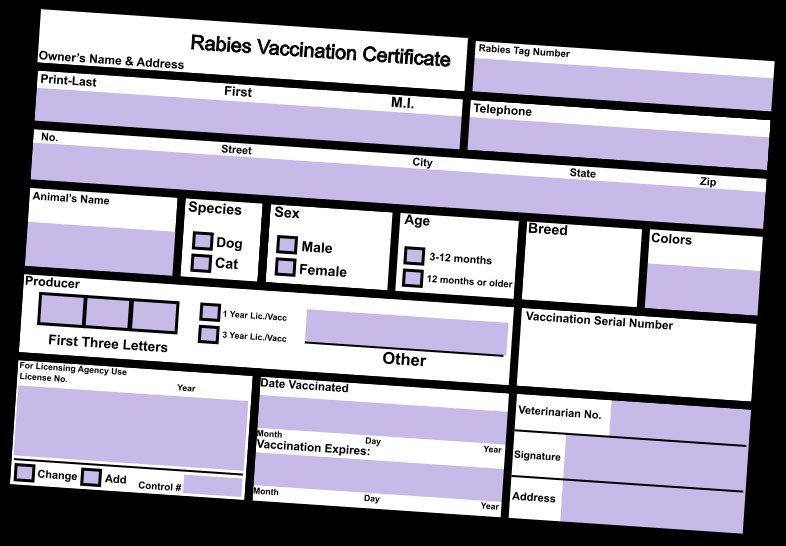 Rabies Vaccination Certificate
Owner's Name & Address
Rabies Tag Number
Print-Last First M.I.
Telephone
No. Street City State Zip
Animal's Name
Species
Dog
Cat
Sex
Male
Female
Age
3-12 months
12 months or older
Breed
Colors
Producer
First Three Letters
1 Year Lic./Vacc
3 Year Lic./Vacc
Other
Vaccination Serial Number
For Licensing Agency Use
License No. Year
Change Add Control #
Date Vaccinated
Month Day Year
Vaccination Expires:
Month Day Year
Veterinarian No.
Signature
Address